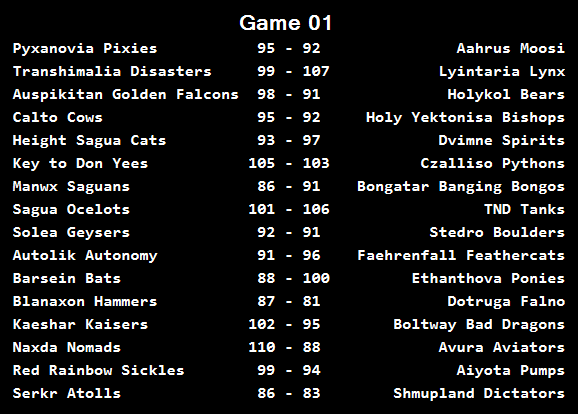 Game 01
Pyxanovia Pixies 95 - 92 Aahrus Moosi
Transhimalia Disasters 99 - 107 Lyintaria Lynx
Auspikitan Golden Falcons 98 - 91 Holykol Bears
Calto Cows 95 - 92 Holy Yektonisa Bishops
Height Sagua Cats 93 - 97 Dvimne Spirits
Key to Don Yees 105 - 103 Czalliso Pythons
Manwx Saguans 86 - 91 Bongatar Banging Bongos
Sagua Ocelots 101 - 106 TND Tanks
Solea Geysers 92 - 91 Stedro Boulders
Autolik Autonomy 91 - 96 Faehrenfall Feathercats
Barsein Bats 88 - 100 Ethanthova Ponies
Blanaxon Hammers 87 - 81 Dotruga Falno
Kaeshar Kaisers 102 - 95 Boltway Bad Dragons
Naxda Nomads 110 - 88 Avura Aviators
Red Rainbow Sickles 99 - 94 Aiyota Pumps
Serkr Atolls 86 - 83 Shmupland Dictators